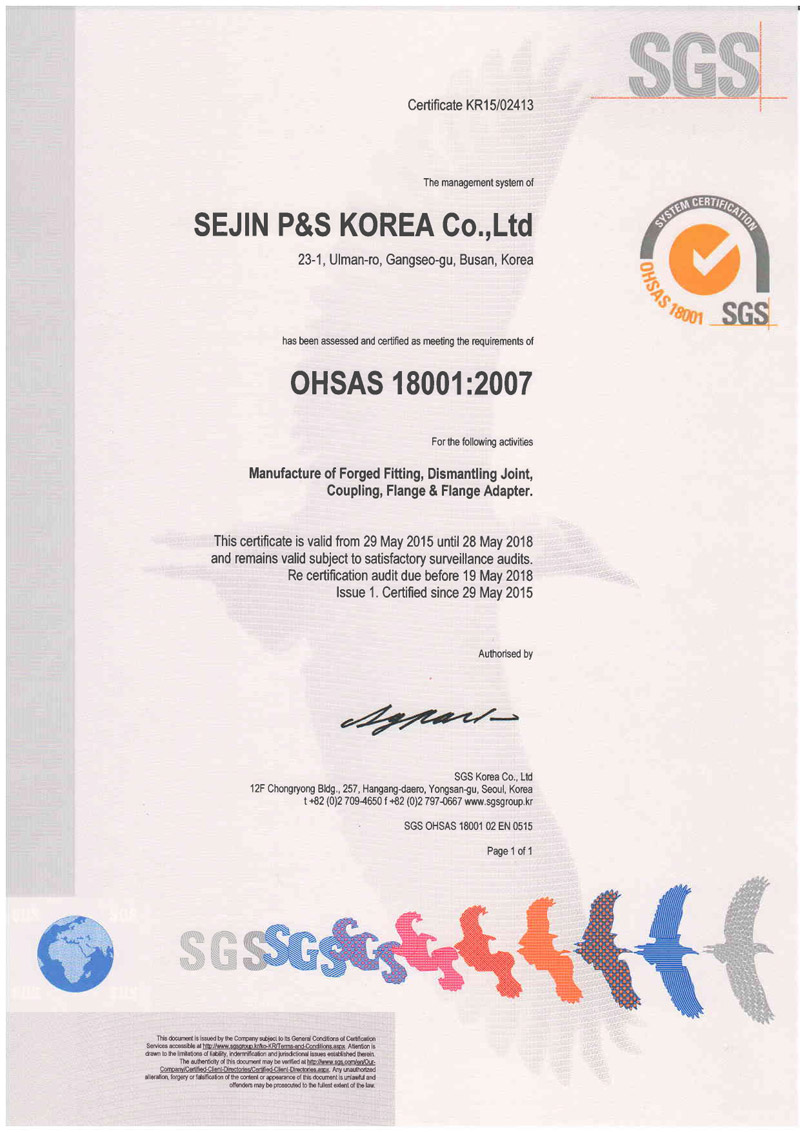 SGS
Certificate KR15/02413
The management system of
SEJIN P&S KOREA Co.,Ltd
23-1, Ulman-ro, Gangseo-gu, Busan, Korea
SYSTEM CERTIFICATION
OHSAS 18001
SGS
has been assessed and certified as meeting the requirements of
OHSAS 18001:2007
For the following activities
Manufacture of Forged Fitting, Dismantling Joint,
Coupling, Flange & Flange Adapter.
This certificate is valid from 29 May 2015 until 28 May 2018
and remains valid subject to satisfactory surveillance audits.
Re certification audit due before 19 May 2018
Issue 1. Certified since 29 May 2015
Authorised by
SGS Korea Co., Ltd
12F Chongryong Bldg., 257, Hangang-daero, Yongsan-gu, Seoul, Korea
t +82 (0)2 709-4650 f +82 (0)2 797-0667 www.sgsgroup.kr
SGS OHSAS 18001 02 EN 0515
Page 1 of 1
SGS SGS SGS
This document is issued by the Company subject to its General Conditions of Certification
Services accessible at http://www.sgsgroup.kr/ko-KR/Terms-and-Conditions.aspx. Attention is
drawn to the limitations of liability, indemnification and jurisdictional issues established therein.
The authenticity of this document may be verified at http://www.sgs.com/en/Our-
Company/Certified-Client-Directories/Certified-Client-Directories.aspx. Any unauthorized
alteration, forgery or falsification of the content or appearance of this document is unlawful and
offenders may be prosecuted to the fullest extent of the law.